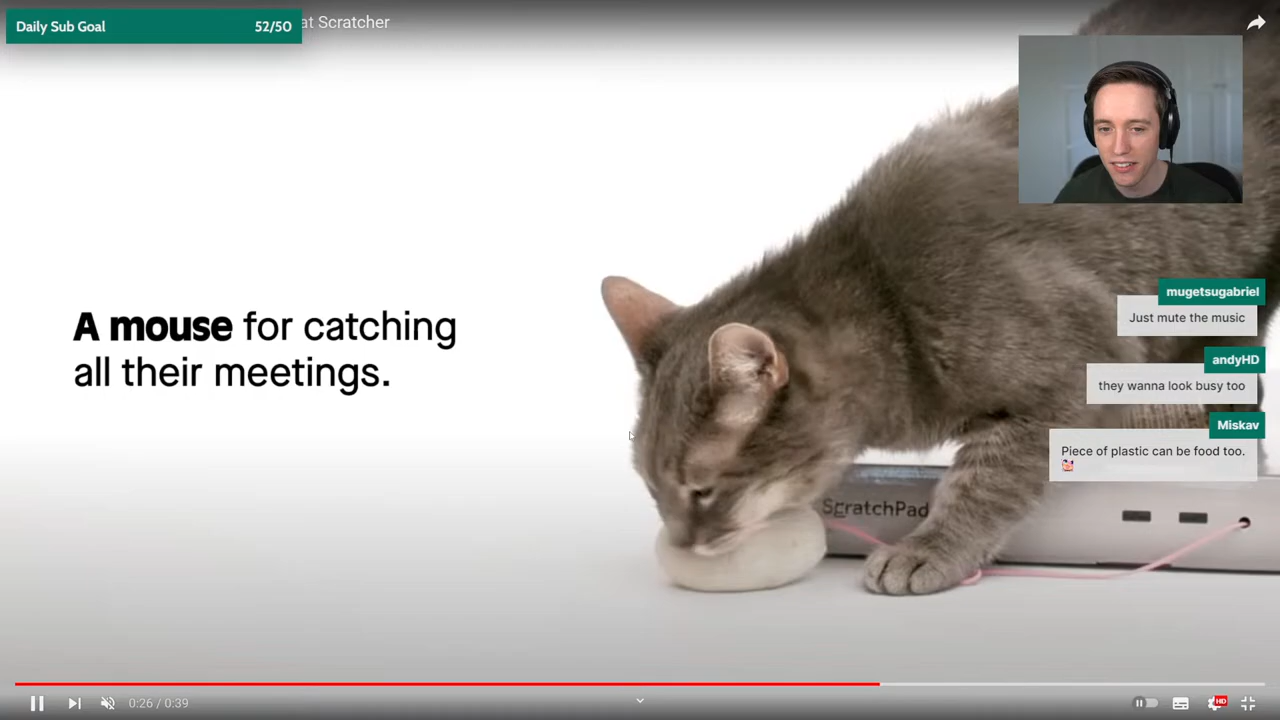 Daily Sub Goal 52/50
at Scratcher
A mouse for catching
all their meetings.
mugetsugabriel
Just mute the music
andyHD
they wanna look busy too
Miskav
Piece of plastic can be food too.
ScratchPad
0:26 / 0:39
HD